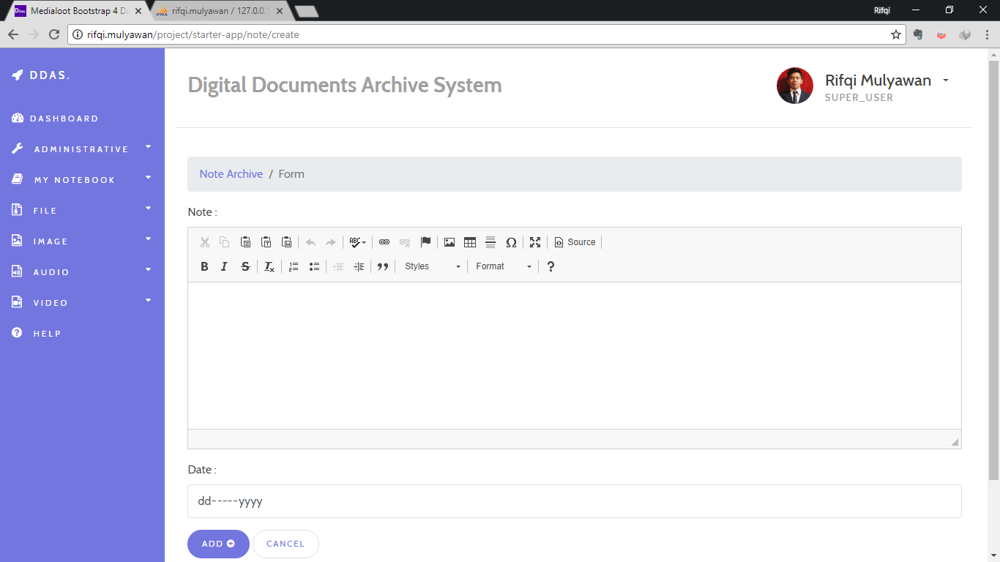 Medialoot Bootstrap 4 Da
rifqi.mulyawan / 127.0.0.1
Rifqi
rifqi.mulyawan/project/starter-app/note/create
DDAS.
Digital Documents Archive System
Rifqi Mulyawan
SUPER_USER
DASHBOARD
ADMINISTRATIVE
MY NOTEBOOK
FILE
IMAGE
AUDIO
VIDEO
HELP
Note Archive / Form
Note :
ABC
Source
B I S Tx
Styles
Format
?
Date :
dd-----yyyy
ADD
CANCEL